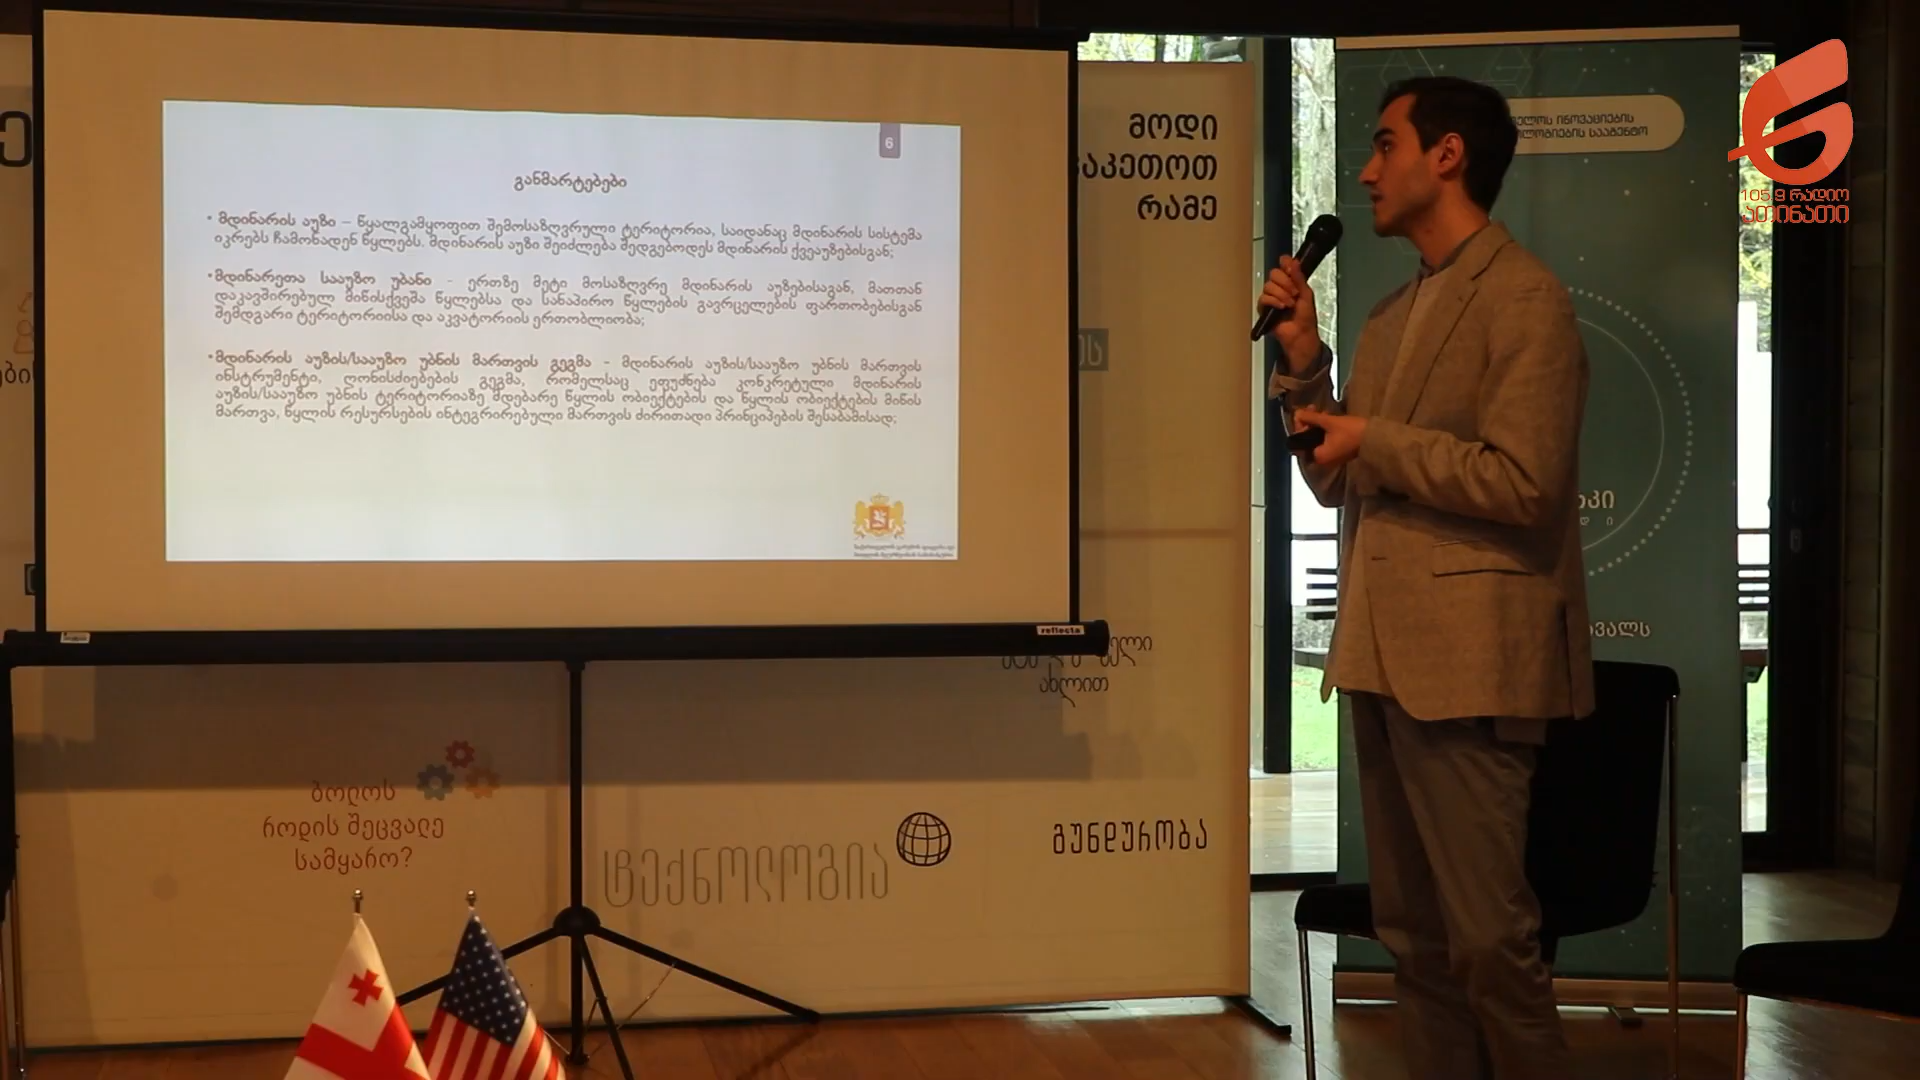 6
განმარტებები
• მდინარის აუზი – წყალგამყოფით შემოსაზღვრული ტერიტორია, საიდანაც მდინარის სისტემა
იკრებს ჩამონადენ წყლებს. მდინარის აუზი შეიძლება შედგებოდეს მდინარის ქვეაუზებისგან;
•მდინარეთა სააუზო უბანი - ერთზე მეტი მოსაზღვრე მდინარის აუზებისაგან, მათთან
დაკავშირებულ მიწისქვეშა წყლებსა და სანაპირო წყლების გავრცელების ფართობებისგან
შემდგარი ტერიტორიისა და აკვატორიის ერთობლიობა;
•მდინარის აუზის/სააუზო უბნის მართვის გეგმა - მდინარის აუზის/სააუზო უბნის მართვის
ინსტრუმენტი, ღონისძიებების გეგმა, რომელსაც ეფუძნება კონკრეტული მდინარის
აუზის/სააუზო უბნის ტერიტორიაზე მდებარე წყლის ობიექტების და წყლის ობიექტების მიწის
მართვა, წყლის რესურსების ინტეგრირებული მართვის ძირითადი პრინციპების შესაბამისად;
reflecta
მოდი
ვაკეთოთ
რამე
ახლით
ბოლოს
როდის შეცვალე
სამყარო?
ტექნოლოგია
გუნდურობა
ინოვაციების
სააგენტო
105.9 რადიო
ათინათი